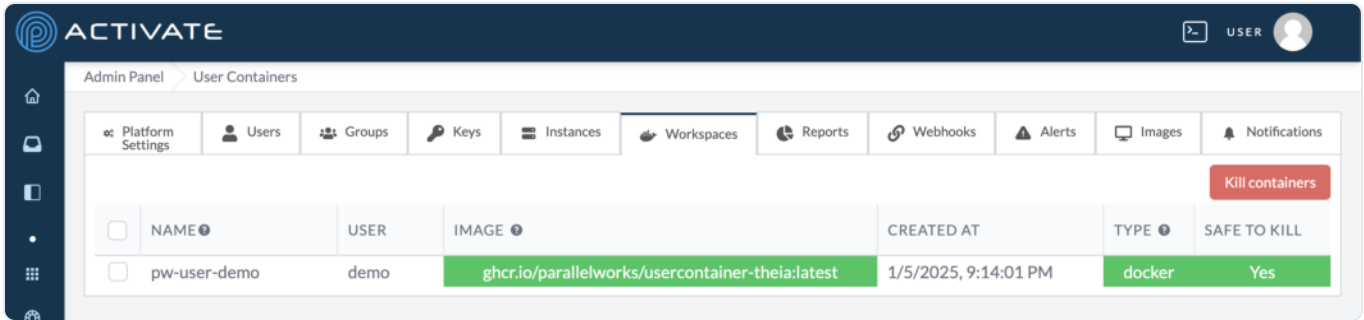 ACTIVATE
USER
Admin Panel
User Containers
Platform
Settings
Users
Groups
Keys
Instances
Workspaces
Reports
Webhooks
Alerts
Images
Notifications
Kill containers
NAME USER IMAGE CREATED AT TYPE SAFE TO KILL
pw-user-demo demo ghcr.io/parallelworks/usercontainer-theia:latest 1/5/2025, 9:14:01 PM docker Yes